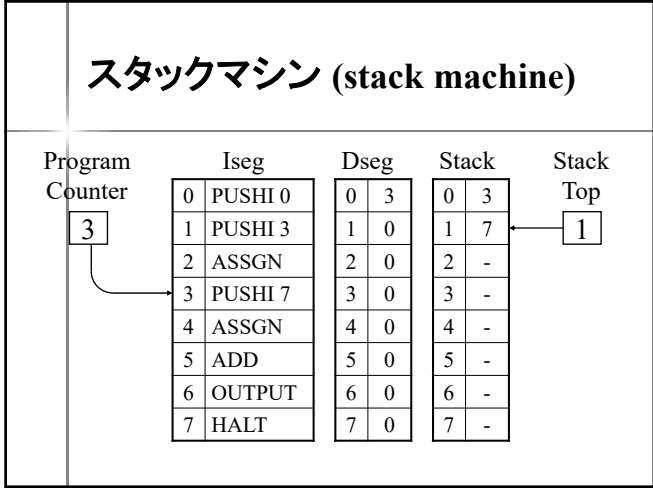 スタックマシン (stack machine)
Program Iseg Dseg Stack Stack
Counter Top
0 PUSHI 0 0 3 0 3
3 1 PUSHI 3 1 0 1 7 1
2 ASSGN 2 0 2 -
3 PUSHI 7 3 0 3 -
4 ASSGN 4 0 4 -
5 ADD 5 0 5 -
6 OUTPUT 6 0 6 -
7 HALT 7 0 7 -